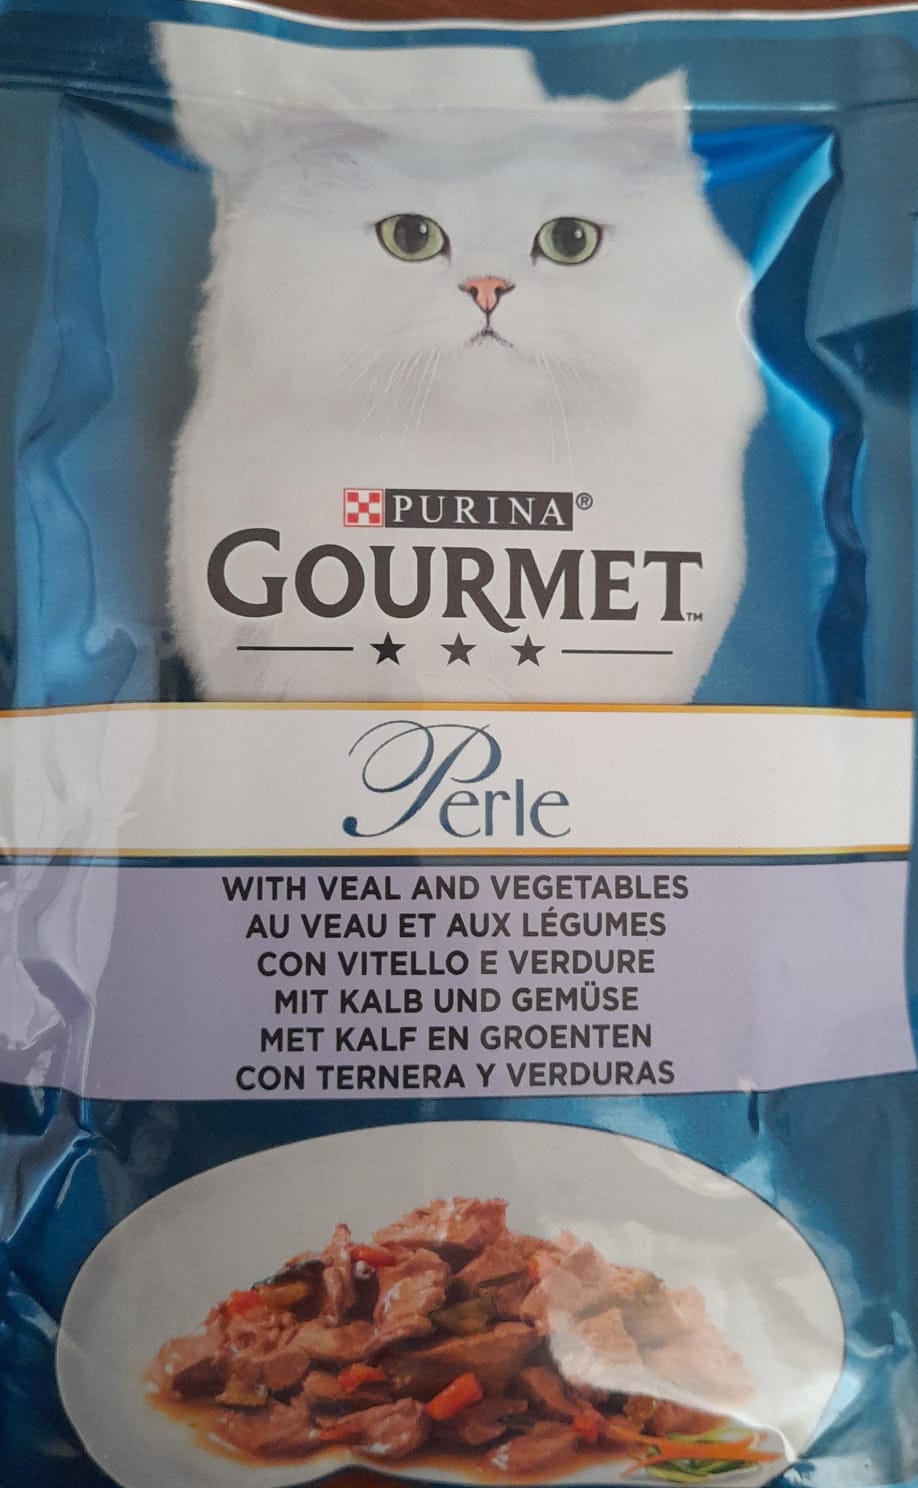 PURINA®
GOURMET™
Perle
WITH VEAL AND VEGETABLES
AU VEAU ET AUX LÉGUMES
CON VITELLO E VERDURE
MIT KALB UND GEMÜSE
MET KALF EN GROENTEN
CON TERNERA Y VERDURAS